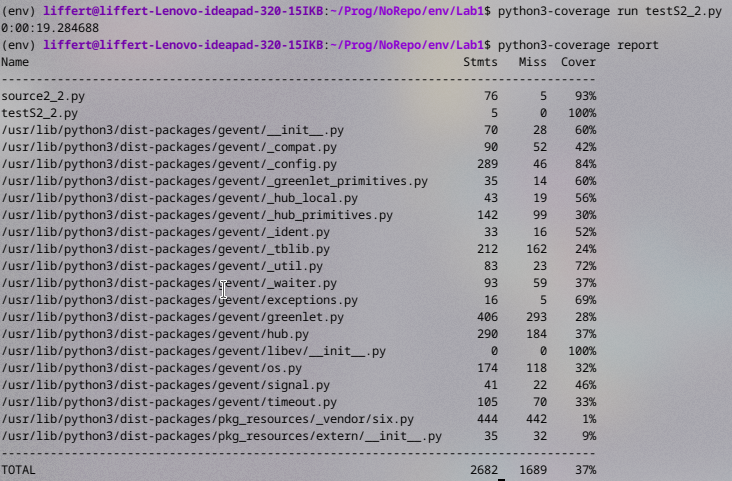 (env) liffert@liffert-Lenovo-ideapad-320-15IKB:~/Prog/NoRepo/env/Lab1$ python3-coverage run testS2_2.py
0:00:19.284688
(env) liffert@liffert-Lenovo-ideapad-320-15IKB:~/Prog/NoRepo/env/Lab1$ python3-coverage report
Name Stmts Miss Cover
--------------------------------------------------------------------------------
source2_2.py 76 5 93%
testS2_2.py 5 0 100%
/usr/lib/python3/dist-packages/gevent/__init__.py 70 28 60%
/usr/lib/python3/dist-packages/gevent/_compat.py 90 52 42%
/usr/lib/python3/dist-packages/gevent/_config.py 289 46 84%
/usr/lib/python3/dist-packages/gevent/_greenlet_primitives.py 35 14 60%
/usr/lib/python3/dist-packages/gevent/_hub_local.py 43 19 56%
/usr/lib/python3/dist-packages/gevent/_hub_primitives.py 142 99 30%
/usr/lib/python3/dist-packages/gevent/_ident.py 33 16 52%
/usr/lib/python3/dist-packages/gevent/_tblib.py 212 162 24%
/usr/lib/python3/dist-packages/gevent/_util.py 83 23 72%
/usr/lib/python3/dist-packages/gevent/_waiter.py 93 59 37%
/usr/lib/python3/dist-packages/gevent/exceptions.py 16 5 69%
/usr/lib/python3/dist-packages/gevent/greenlet.py 406 293 28%
/usr/lib/python3/dist-packages/gevent/hub.py 290 184 37%
/usr/lib/python3/dist-packages/gevent/libev/__init__.py 0 0 100%
/usr/lib/python3/dist-packages/gevent/os.py 174 118 32%
/usr/lib/python3/dist-packages/gevent/signal.py 41 22 46%
/usr/lib/python3/dist-packages/gevent/timeout.py 105 70 33%
/usr/lib/python3/dist-packages/pkg_resources/_vendor/six.py 444 442 1%
/usr/lib/python3/dist-packages/pkg_resources/extern/__init__.py 35 32 9%
--------------------------------------------------------------------------------
TOTAL 2682 1689 37%